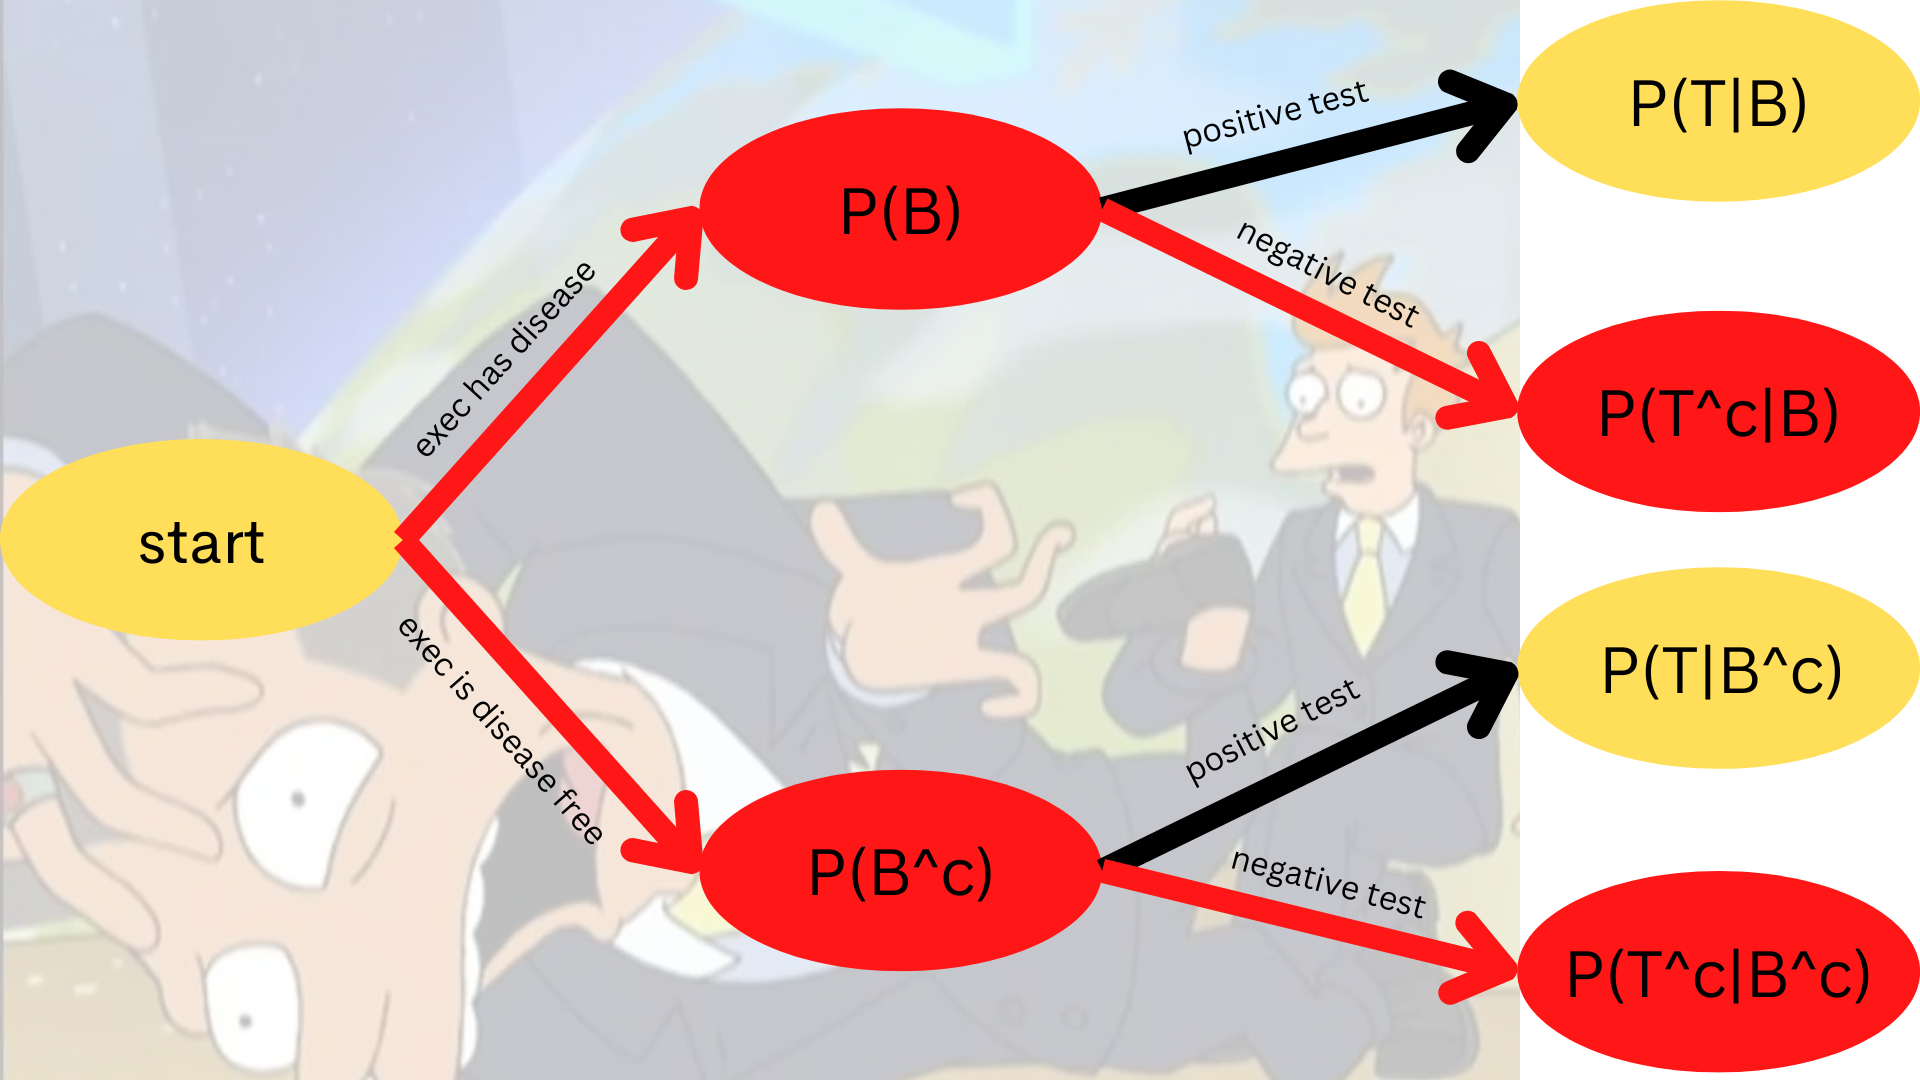 positive test
P(T|B)
P(B)
negative test
exec has disease
P(T^c|B)
start
exec is disease free
positive test
P(T|B^c)
P(B^c)
negative test
P(T^c|B^c)